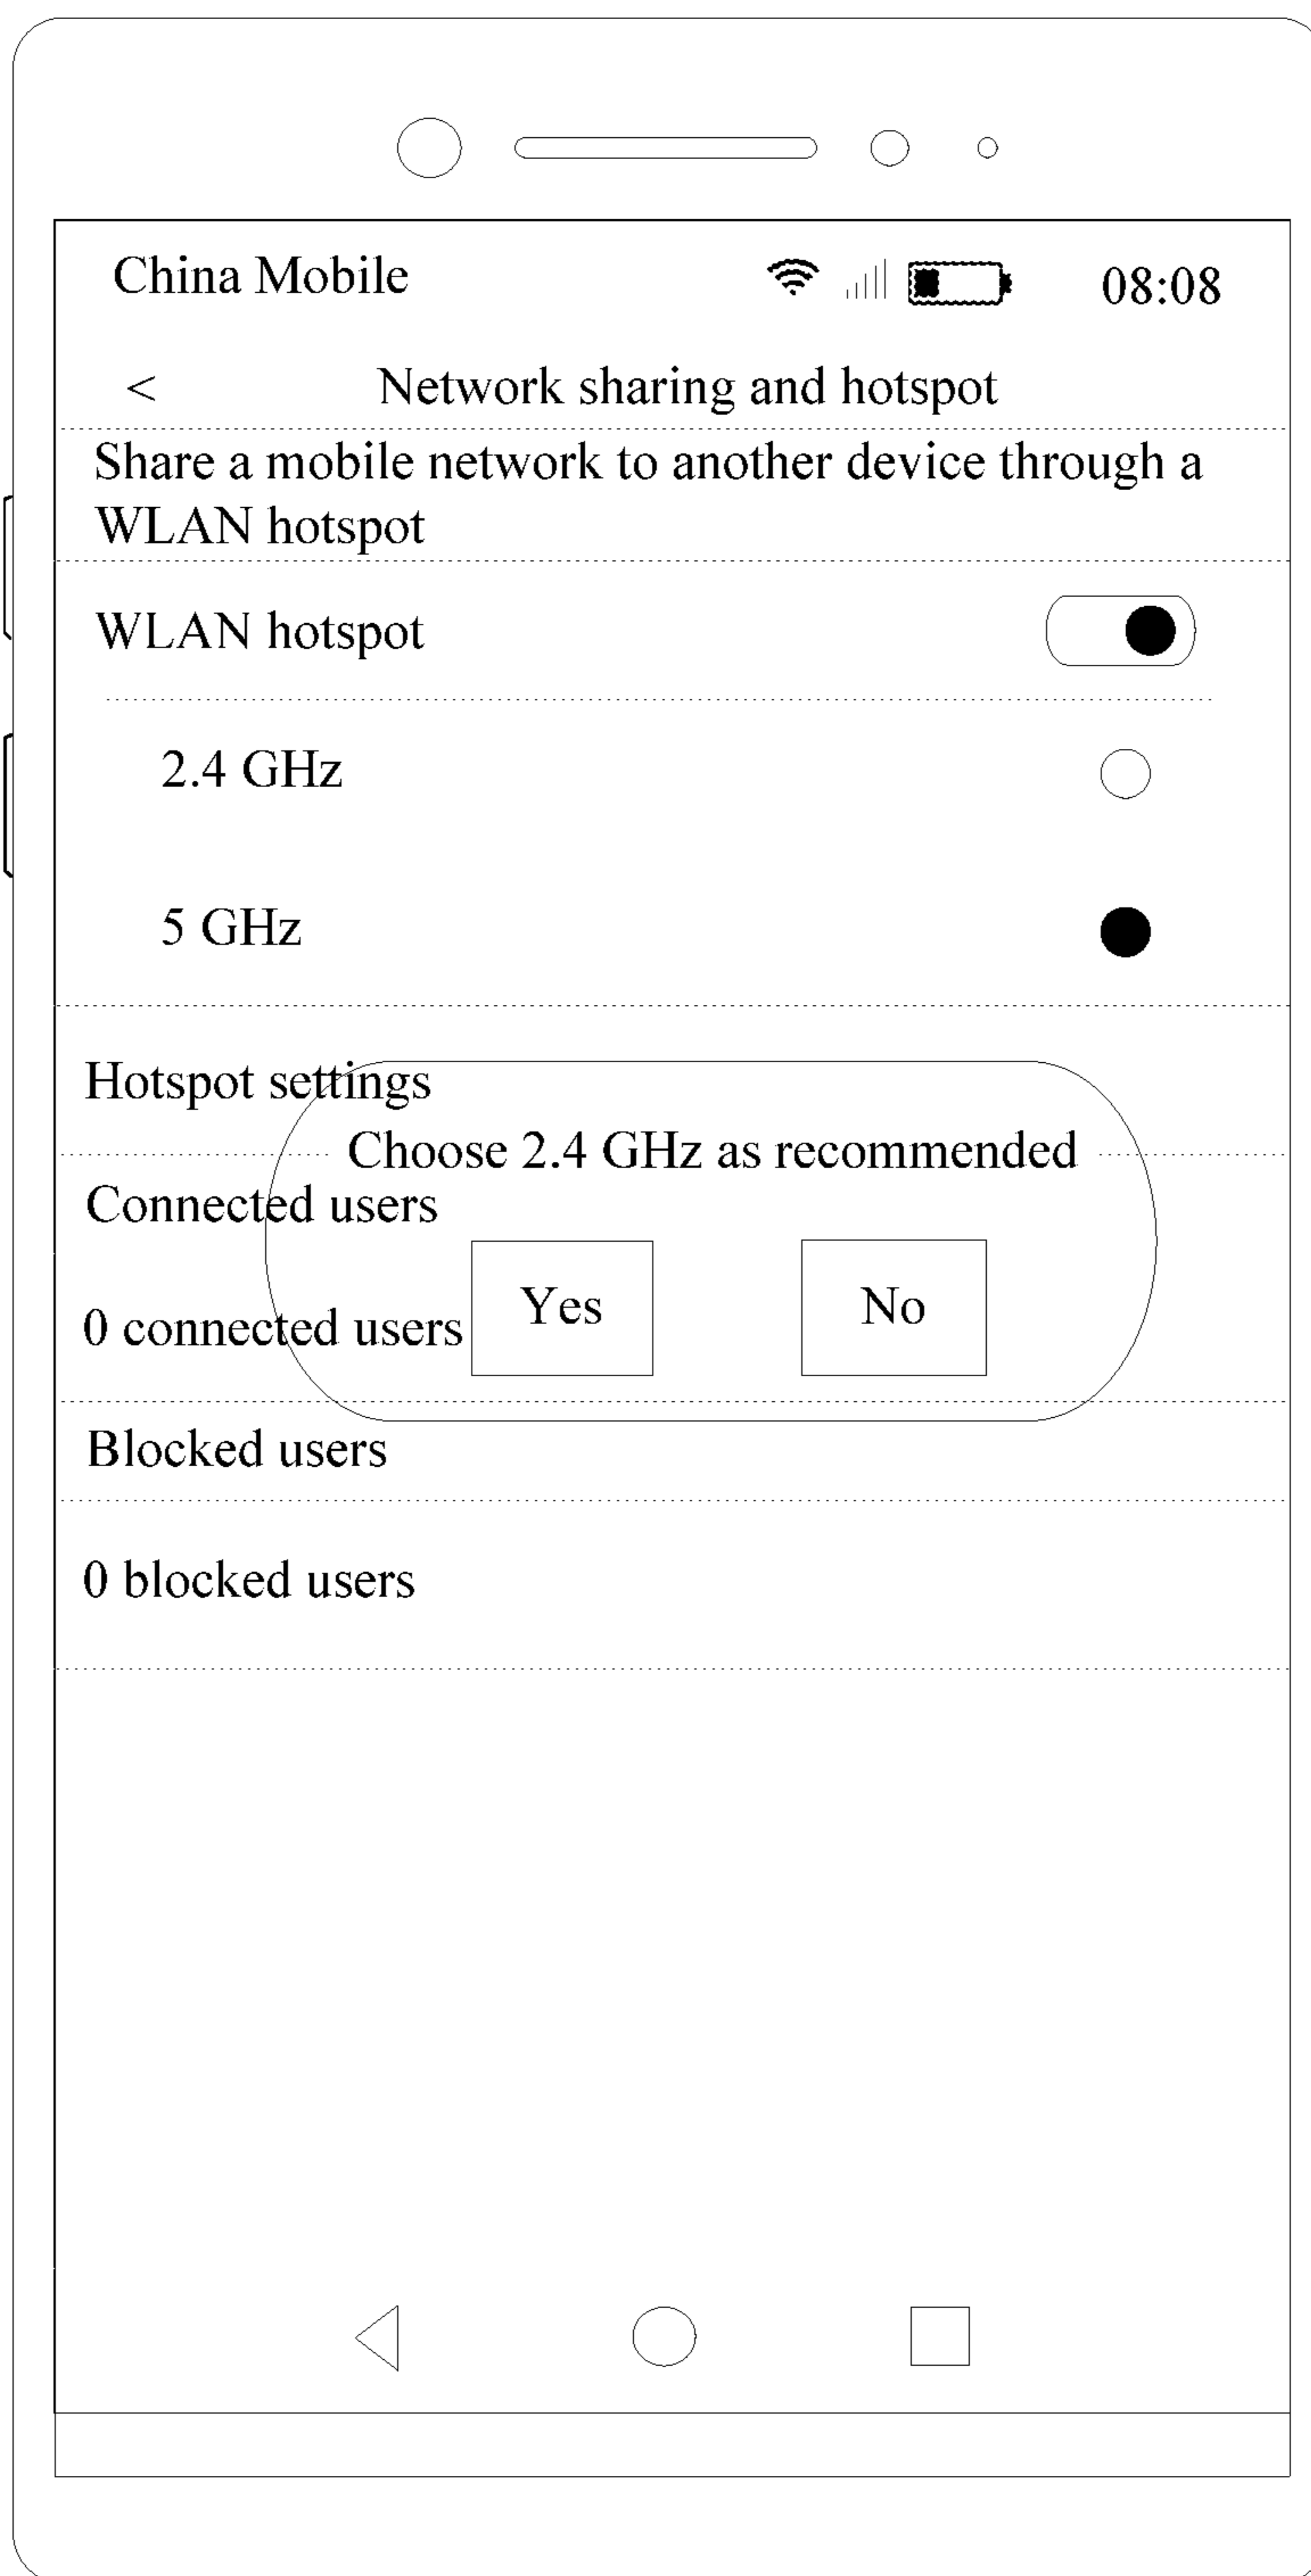 China Mobile 08:08
< Network sharing and hotspot
Share a mobile network to another device through a
WLAN hotspot
WLAN hotspot
2.4 GHz
5 GHz
Hotspot settings
Choose 2.4 GHz as recommended
Connected users
Yes No
0 connected users
Blocked users
0 blocked users